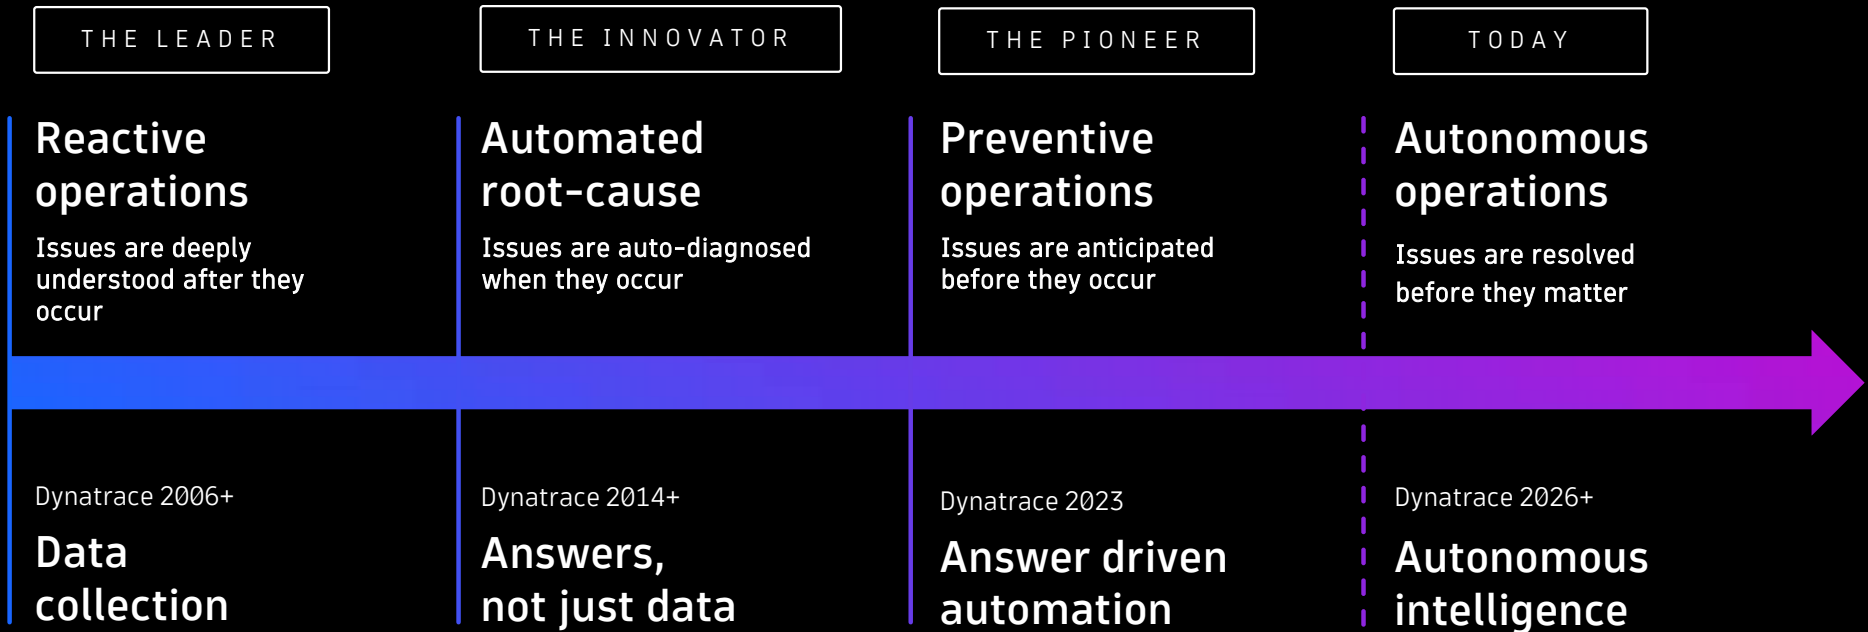 THE LEADER
Reactive
operations
Issues are deeply
understood after they
occur
Dynatrace 2006+
Data
collection
THE INNOVATOR
Automated
root-cause
Issues are auto-diagnosed
when they occur
Dynatrace 2014+
Answers,
not just data
THE PIONEER
Preventive
operations
Issues are anticipated
before they occur
Dynatrace 2023
Answer driven
automation
TODAY
Autonomous
operations
Issues are resolved
before they matter
Dynatrace 2026+
Autonomous
intelligence